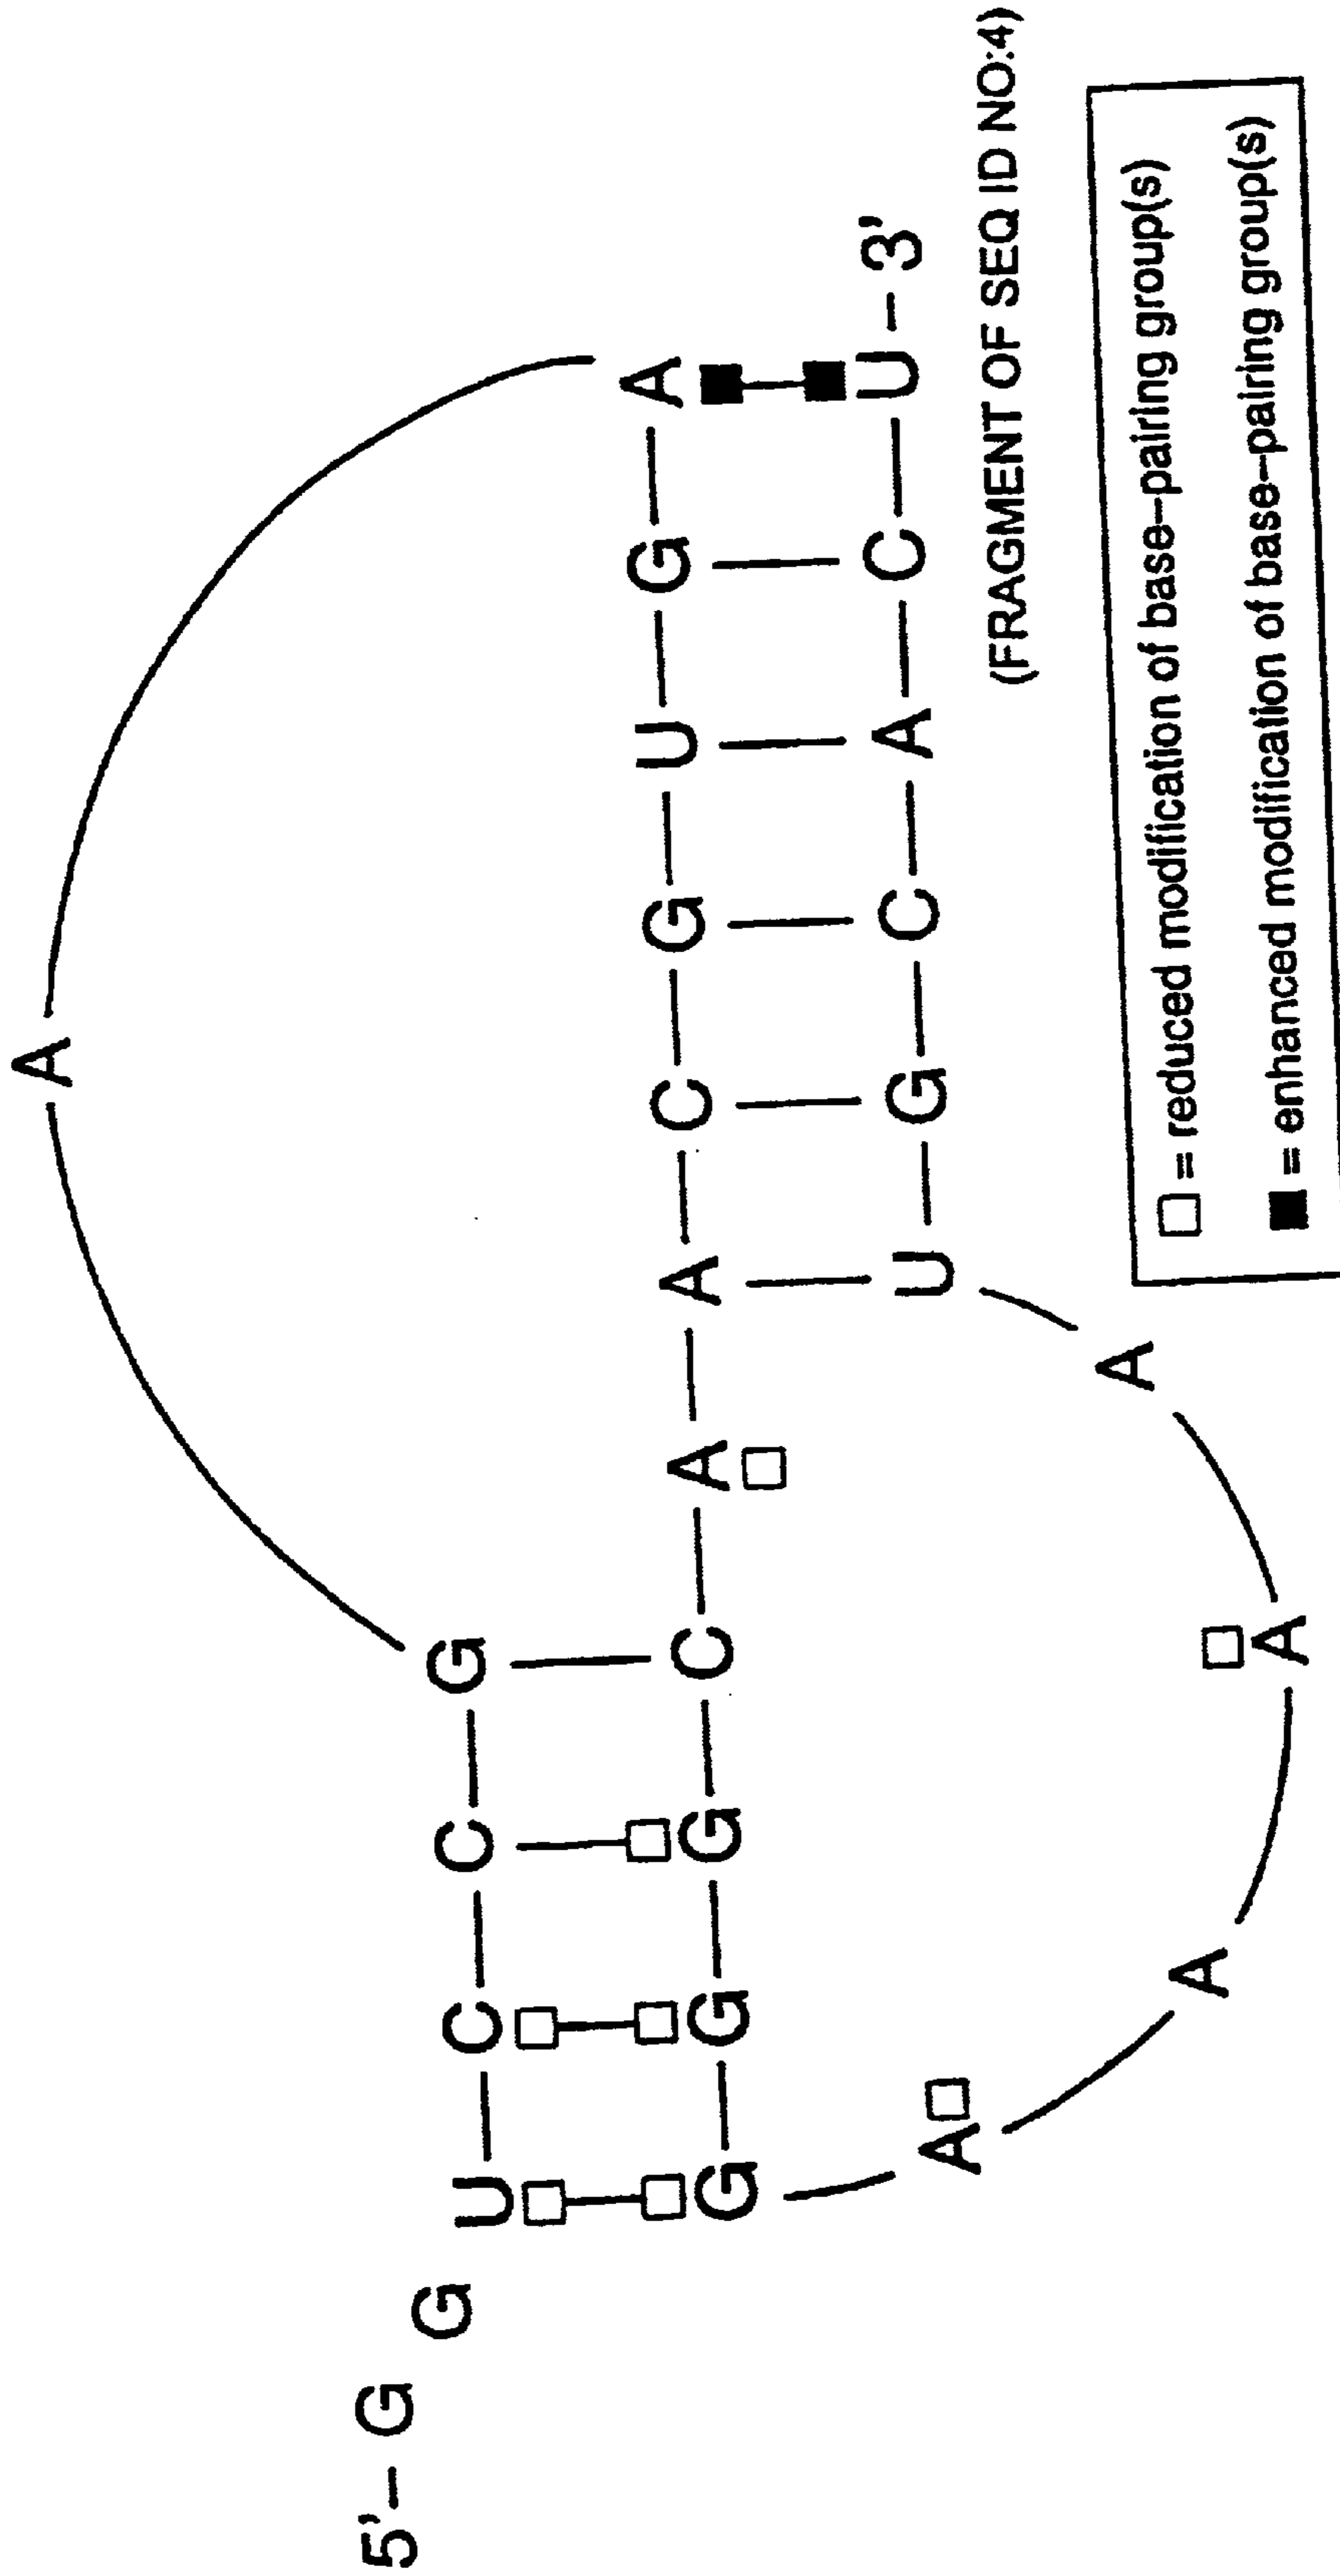 A
5'– G G U C C G
G G G C A A C G U G A
U G C A C U – 3'
A A A A
(FRAGMENT OF SEQ ID NO:4)
□ = reduced modification of base–pairing group(s)
■ = enhanced modification of base–pairing group(s)